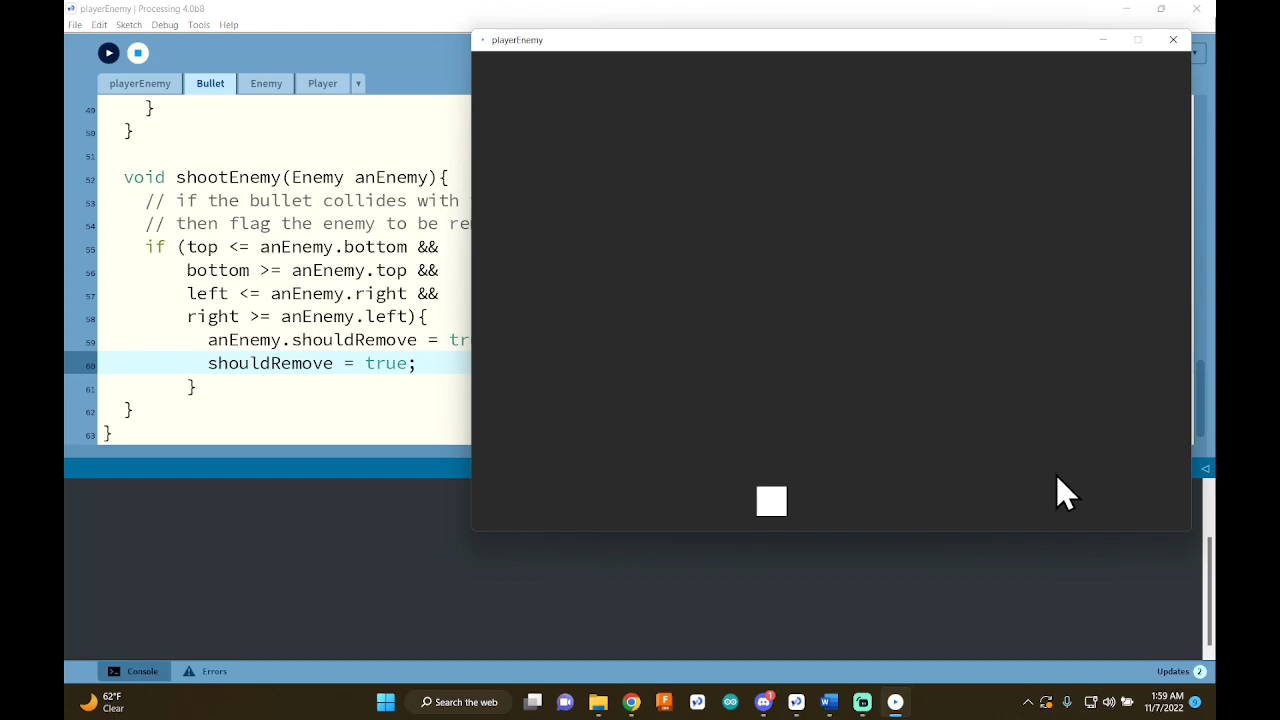 playerEnemy | Processing 4.0b8
File Edit Sketch Debug Tools Help
playerEnemy
playerEnemy Bullet Enemy Player
49 }
50 }
51
52 void shootEnemy(Enemy anEnemy){
53 // if the bullet collides with
54 // then flag the enemy to be re
55 if (top <= anEnemy.bottom &&
56 bottom >= anEnemy.top &&
57 left <= anEnemy.right &&
58 right >= anEnemy.left){
59 anEnemy.shouldRemove = tr
60 shouldRemove = true;
61 }
62 }
63 }
Console Errors Updates 2
62°F
Clear
Search the web
1:59 AM
11/7/2022